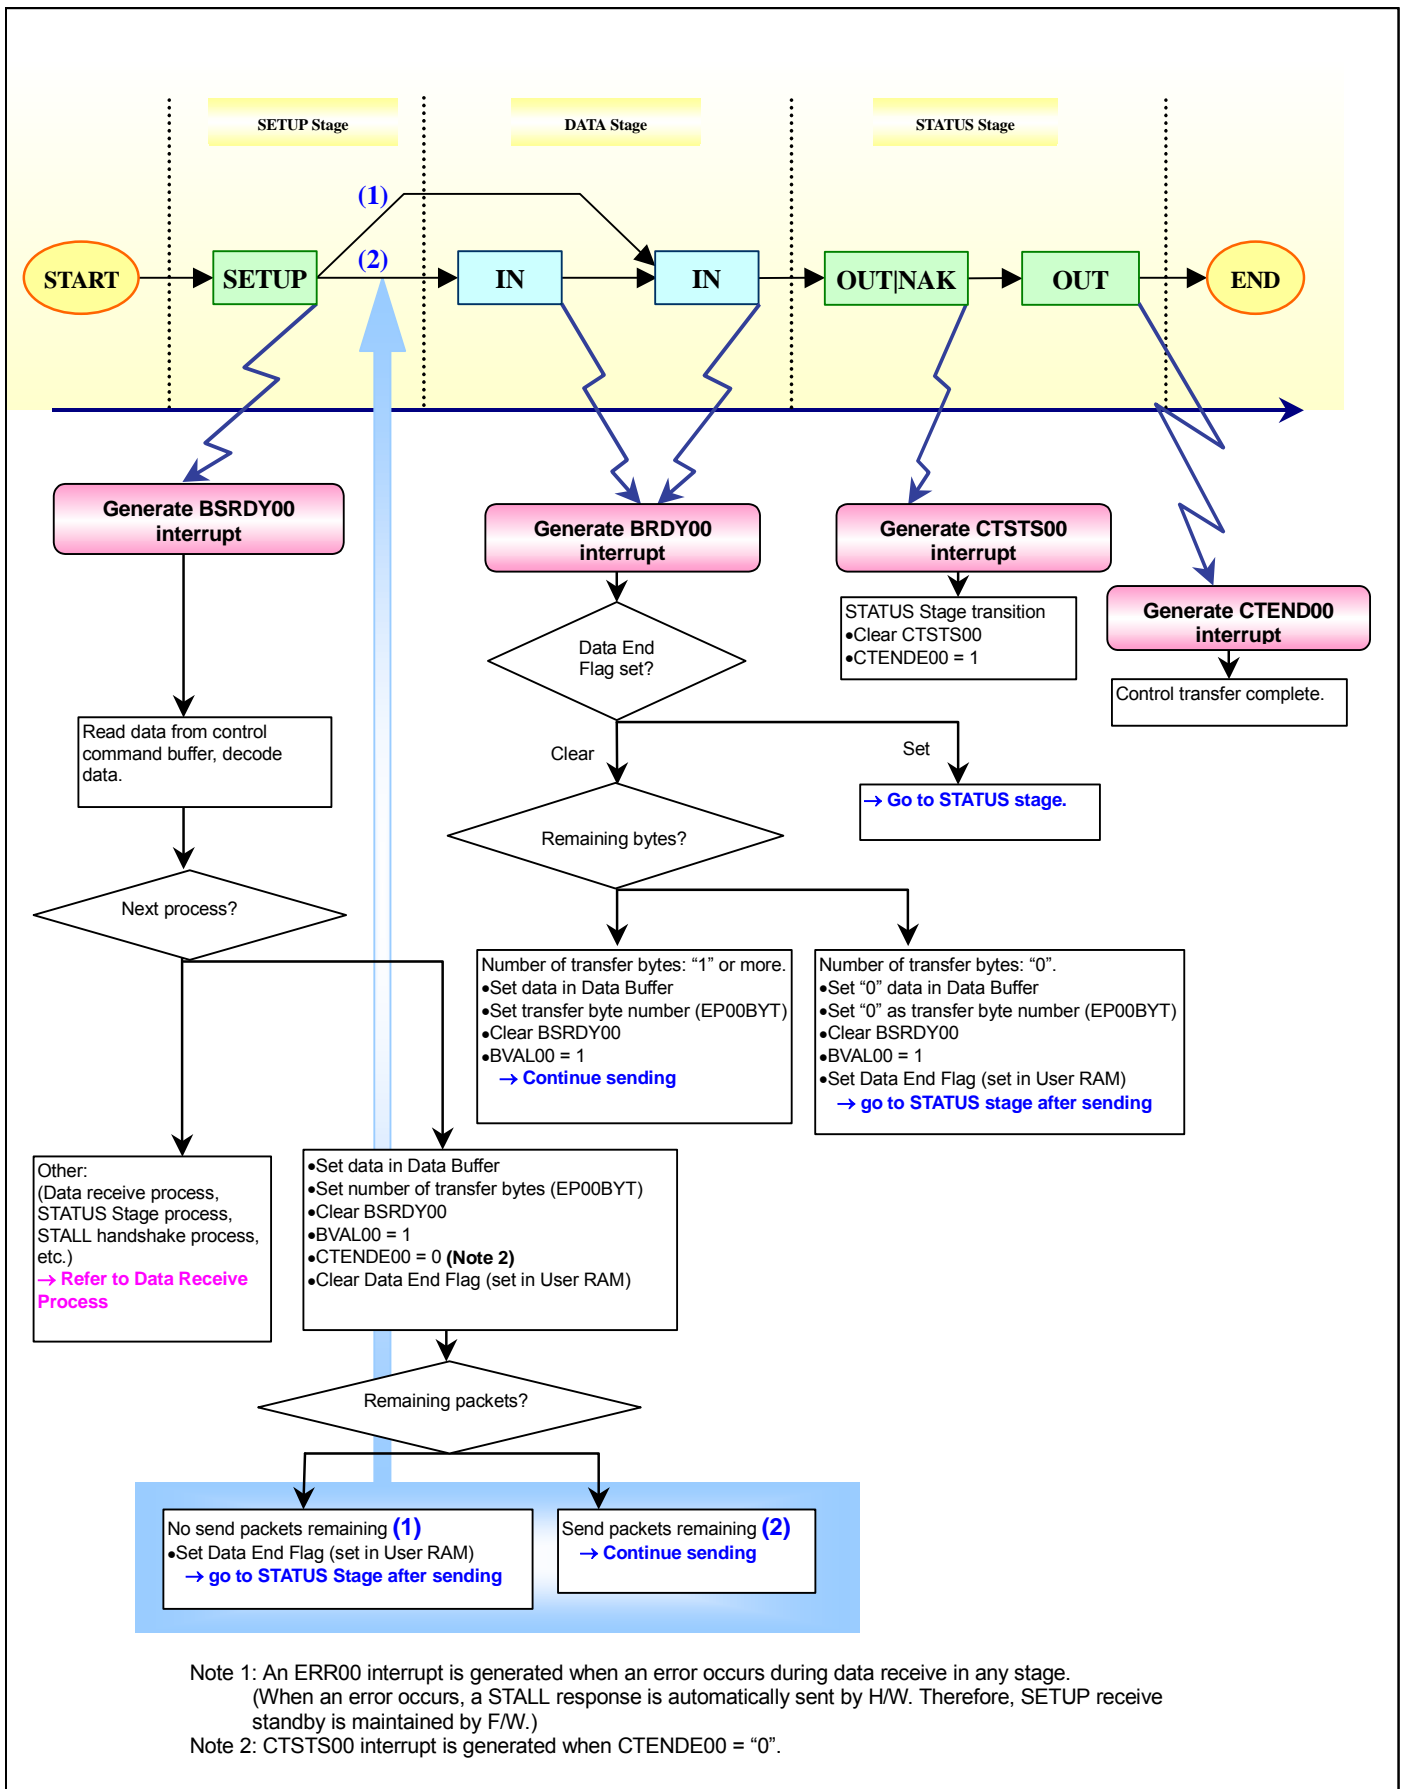 SETUP Stage
DATA Stage
STATUS Stage
(1)
(2)
START
SETUP
IN
IN
OUT|NAK
OUT
END
Generate BSRDY00
interrupt
Generate BRDY00
interrupt
Generate CTSTS00
interrupt
Generate CTEND00
interrupt
STATUS Stage transition
•Clear CTSTS00
•CTENDE00 = 1
Control transfer complete.
Data End
Flag set?
Read data from control
command buffer, decode
data.
Clear
Set
→ Go to STATUS stage.
Remaining bytes?
Next process?
Number of transfer bytes: “1” or more.
•Set data in Data Buffer
•Set transfer byte number (EP00BYT)
•Clear BSRDY00
•BVAL00 = 1
→ Continue sending
Number of transfer bytes: “0”.
•Set “0” data in Data Buffer
•Set “0” as transfer byte number (EP00BYT)
•Clear BSRDY00
•BVAL00 = 1
•Set Data End Flag (set in User RAM)
→ go to STATUS stage after sending
Other:
(Data receive process,
STATUS Stage process,
STALL handshake process,
etc.)
→ Refer to Data Receive
Process
•Set data in Data Buffer
•Set number of transfer bytes (EP00BYT)
•Clear BSRDY00
•BVAL00 = 1
•CTENDE00 = 0 (Note 2)
•Clear Data End Flag (set in User RAM)
Remaining packets?
No send packets remaining (1)
•Set Data End Flag (set in User RAM)
→ go to STATUS Stage after sending
Send packets remaining (2)
→ Continue sending
Note 1: An ERR00 interrupt is generated when an error occurs during data receive in any stage.
(When an error occurs, a STALL response is automatically sent by H/W. Therefore, SETUP receive
standby is maintained by F/W.)
Note 2: CTSTS00 interrupt is generated when CTENDE00 = “0”.